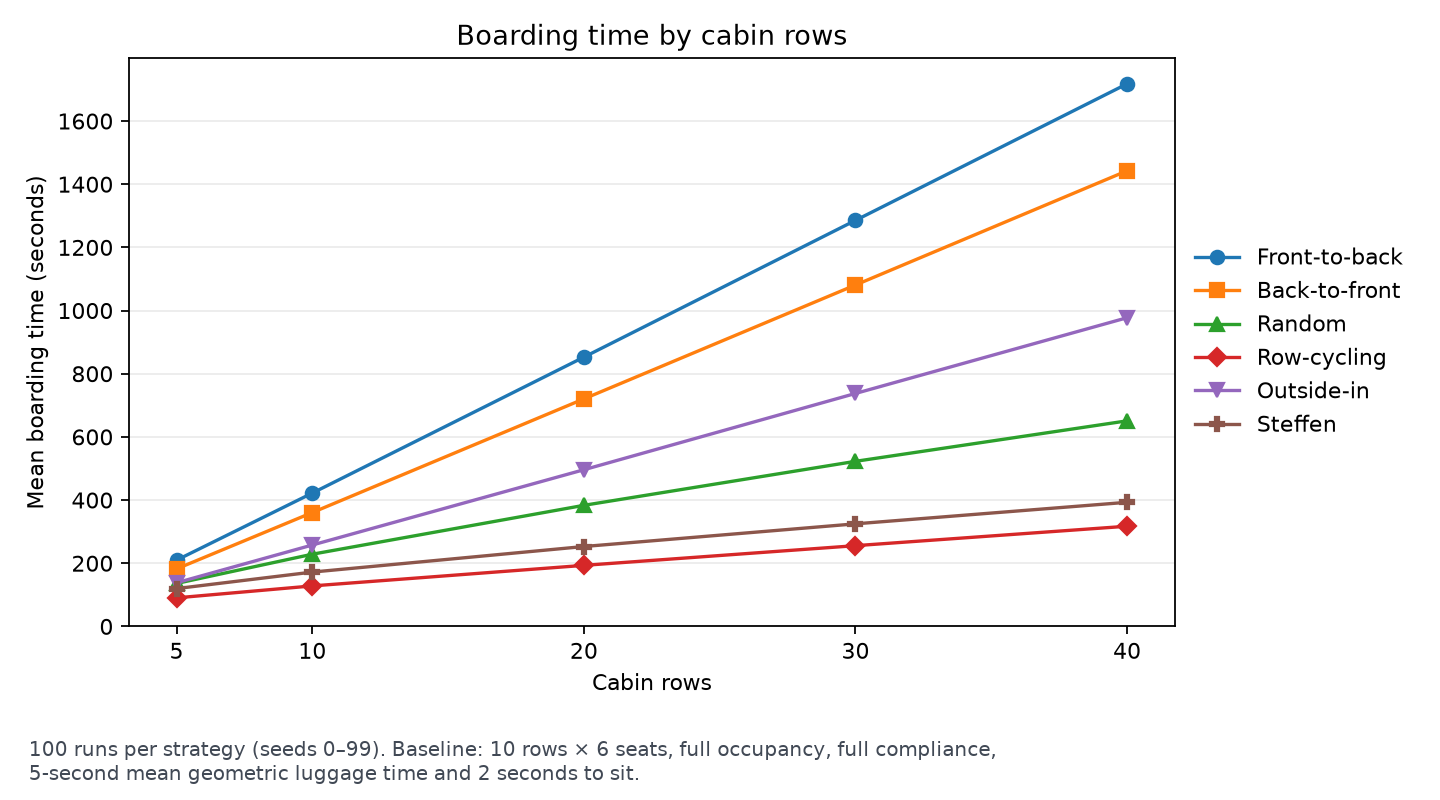 Boarding time by cabin rows
Mean boarding time (seconds)
1600
1400
1200
1000
800
600
400
200
0
5 10 20 30 40
Cabin rows
Front-to-back
Back-to-front
Random
Row-cycling
Outside-in
Steffen
100 runs per strategy (seeds 0–99). Baseline: 10 rows × 6 seats, full occupancy, full compliance,
5-second mean geometric luggage time and 2 seconds to sit.